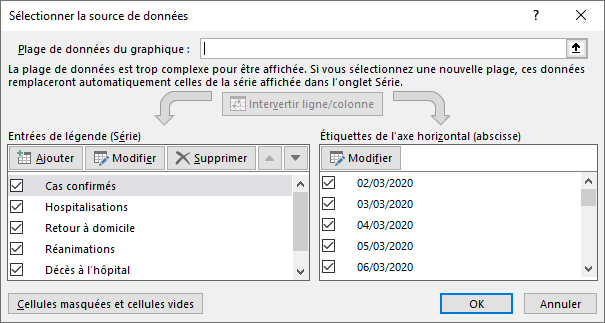 Sélectionner la source de données
Plage de données du graphique :
La plage de données est trop complexe pour être affichée. Si vous sélectionnez une nouvelle plage, ces données
remplaceront automatiquement celles de la série affichée dans l'onglet Série.
Intervertir ligne/colonne
Entrées de légende (Série)
Ajouter Modifier Supprimer
Cas confirmés
Hospitalisations
Retour à domicile
Réanimations
Décès à l'hôpital
Étiquettes de l'axe horizontal (abscisse)
Modifier
02/03/2020
03/03/2020
04/03/2020
05/03/2020
06/03/2020
Cellules masquées et cellules vides
OK
Annuler